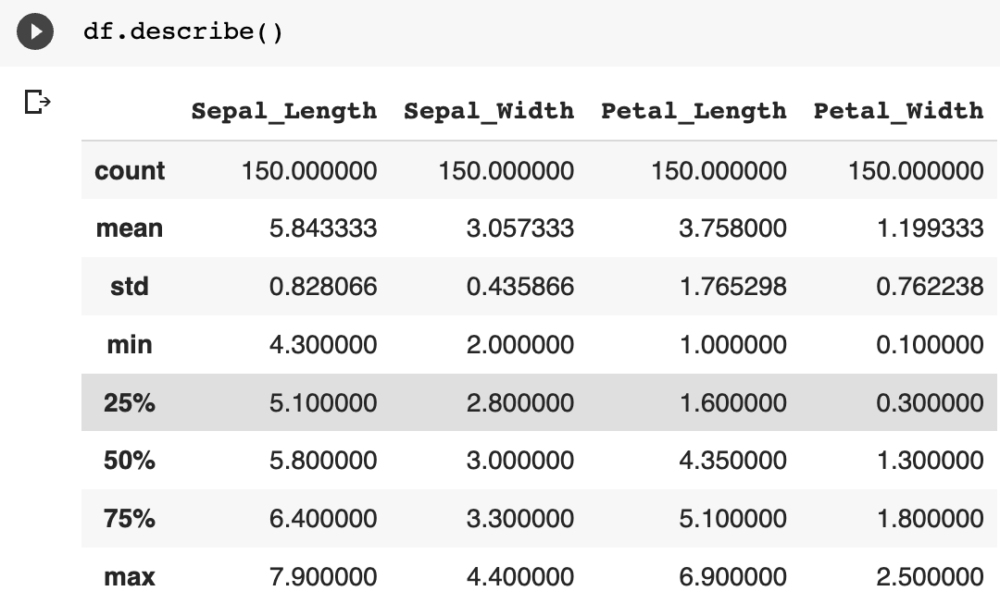 df.describe()
Sepal_Length Sepal_Width Petal_Length Petal_Width
count 150.000000 150.000000 150.000000 150.000000
mean 5.843333 3.057333 3.758000 1.199333
std 0.828066 0.435866 1.765298 0.762238
min 4.300000 2.000000 1.000000 0.100000
25% 5.100000 2.800000 1.600000 0.300000
50% 5.800000 3.000000 4.350000 1.300000
75% 6.400000 3.300000 5.100000 1.800000
max 7.900000 4.400000 6.900000 2.500000